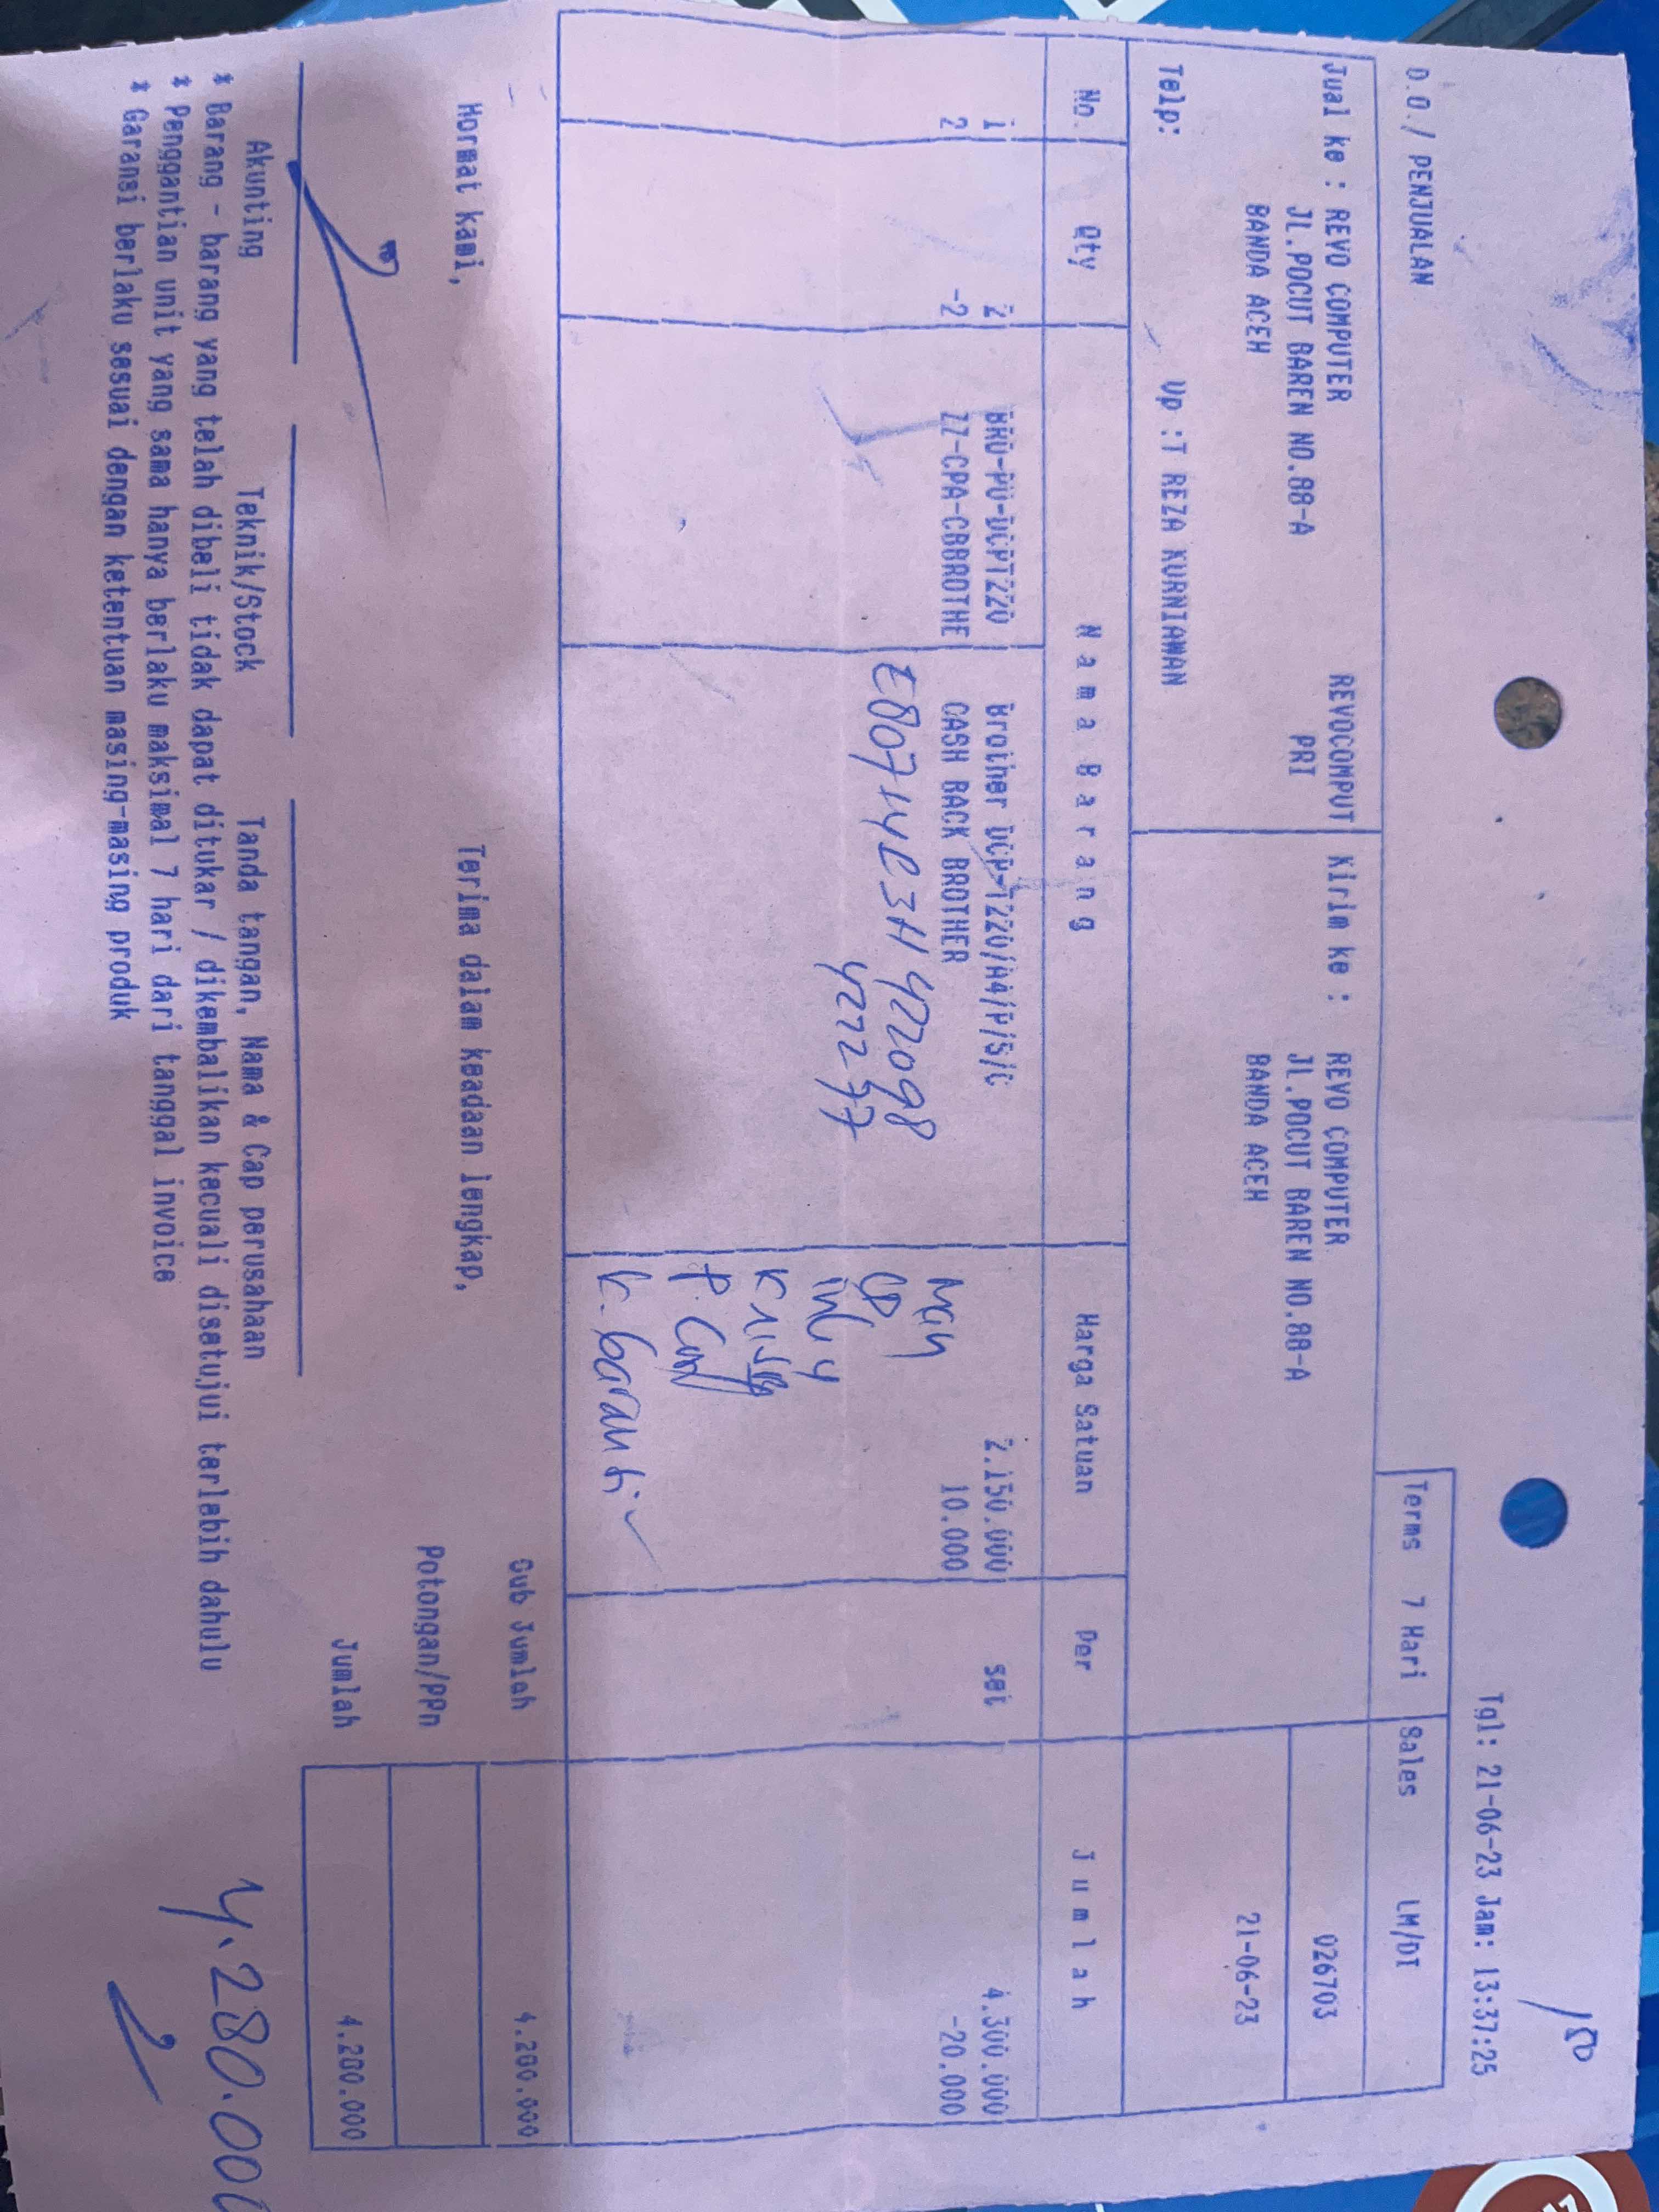 / 150
Tgl: 21-06-23 Jam: 13:37:25
D.O./ PENJUALAN
Terms 7 Hari Sales LM/DI
Jual ke : REVO COMPUTER REVOCOMPUT Kirim ke : REVO COMPUTER 026703
JL.POCUT BAREN NO.88-A PRI JL.POCUT BAREN NO.88-A
BANDA ACEH BANDA ACEH 21-06-23
Telp: Up :T REZA KURNIAWAN
No. Qty Nama Barang Harga Satuan Per Jumlah
1 2 BRO-PO-DCPT220 Brother DCP-T220/A4/P/S/C 2.150.000 set 4.300.000
2 -2 ZZ-CPA-CBBROTHE CASH BACK BROTHER 10.000 -20.000
E80714E3H422098
422277
k. Garansi
Sub Jumlah 4.280.000
Hormat kami, Terima dalam keadaan lengkap,
Potongan/PPn
Jumlah 4.280.000
Akunting Teknik/Stock Tanda tangan, Nama & Cap perusahaan
* Barang - barang yang telah dibeli tidak dapat ditukar / dikembalikan kecuali disetujui terlebih dahulu
* Penggantian unit yang sama hanya berlaku maksimal 7 hari dari tanggal invoice
* Garansi berlaku sesuai dengan ketentuan masing-masing produk
4.280.000